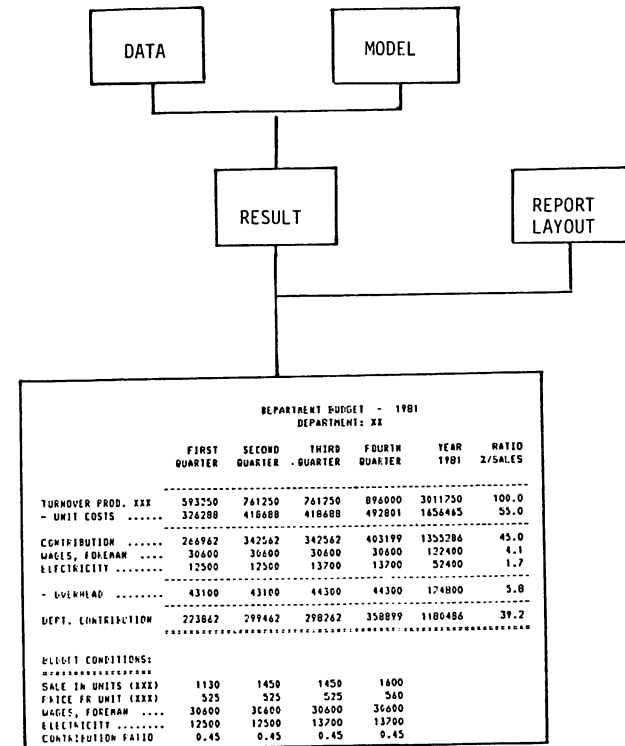 DATA
MODEL
RESULT
REPORT
LAYOUT
DEPARTMENT BUDGET - 1981
DEPARTMENT: XX
FIRST SECOND THIRD FOURTH YEAR RATIO
QUARTER QUARTER QUARTER QUARTER 1981 %/SALES
TURNOVER PROD. XXX 593250 761250 761250 896000 3011750 100.0
- UNIT COSTS ...... 326288 418688 418688 492801 1656465 55.0
CONTRIBUTION ...... 266962 342562 342562 403199 1355286 45.0
WAGES, FOREMAN .... 30600 30600 30600 30600 122400 4.1
ELECTRICITY ........ 12500 12500 13700 13700 52400 1.7
- OVERHEAD ........ 43100 43100 44300 44300 174800 5.8
DEPT. CONTRIBUTION 223862 299462 298262 358899 1180486 39.2
BUDGET CONDITIONS:
SALE IN UNITS (XXX) 1130 1450 1450 1600
PRICE PR UNIT (XXX) 525 525 525 560
WAGES, FOREMAN .... 30600 30600 30600 30600
ELECTRICITY ........ 12500 12500 13700 13700
CONTRIBUTION RATIO 0.45 0.45 0.45 0.45